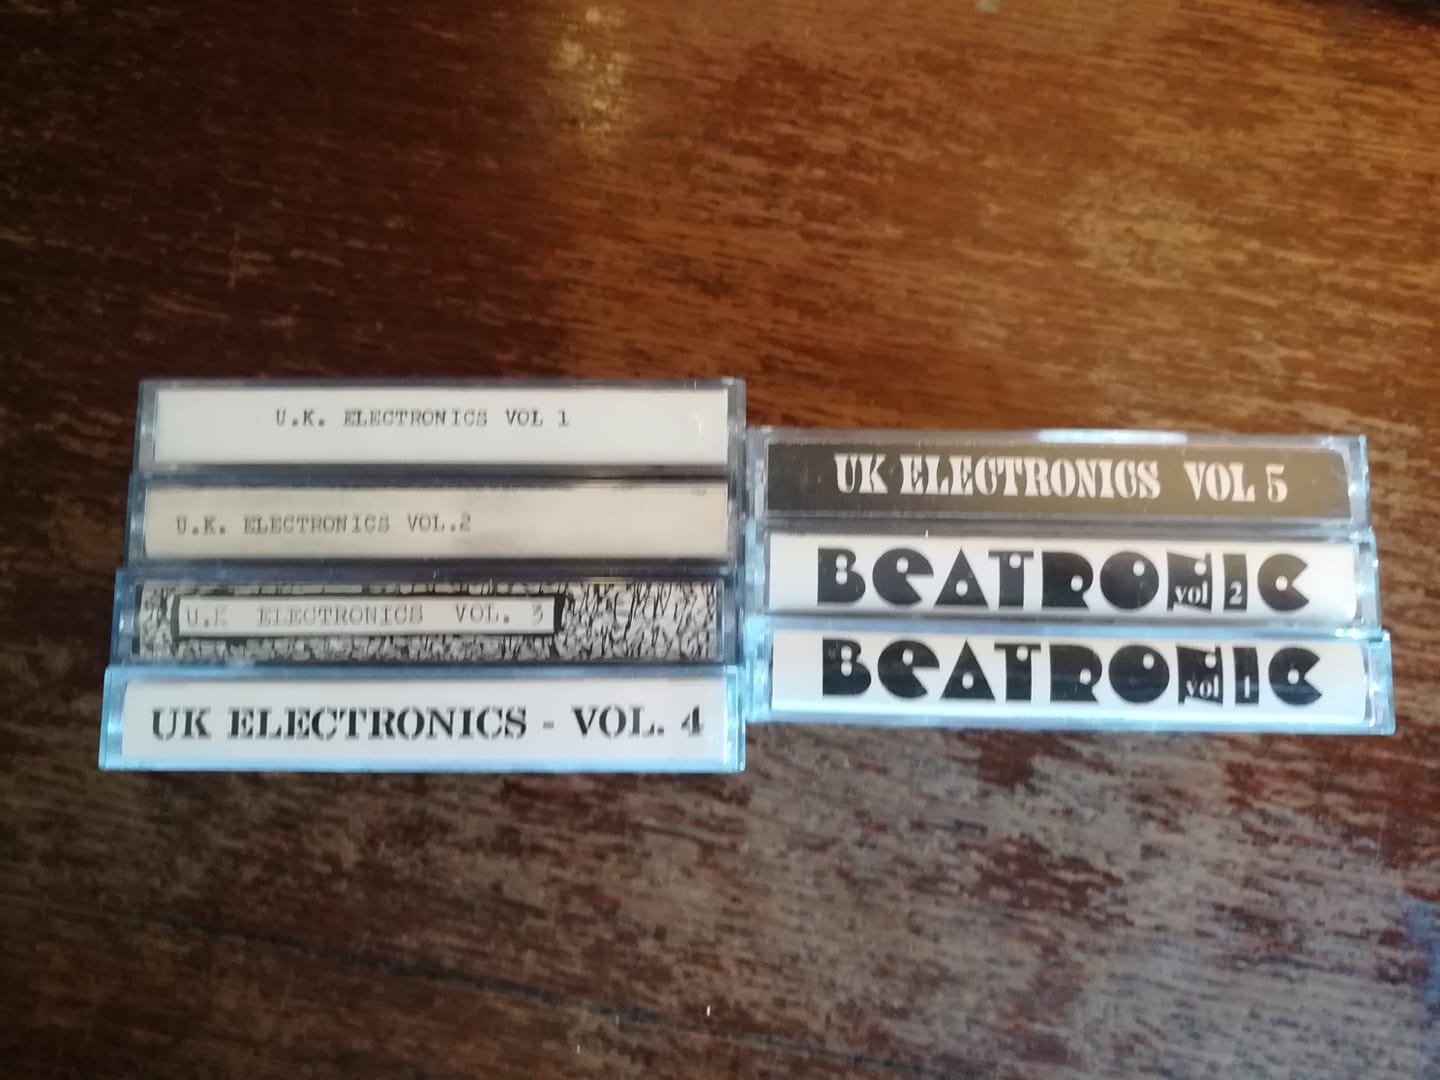 U.K. ELECTRONICS VOL 1
U.K. ELECTRONICS VOL.2
U.K ELECTRONICS VOL. 3
UK ELECTRONICS - VOL. 4
UK ELECTRONICS VOL 5
BEATRONIC vol 2
BEATRONIC vol 1